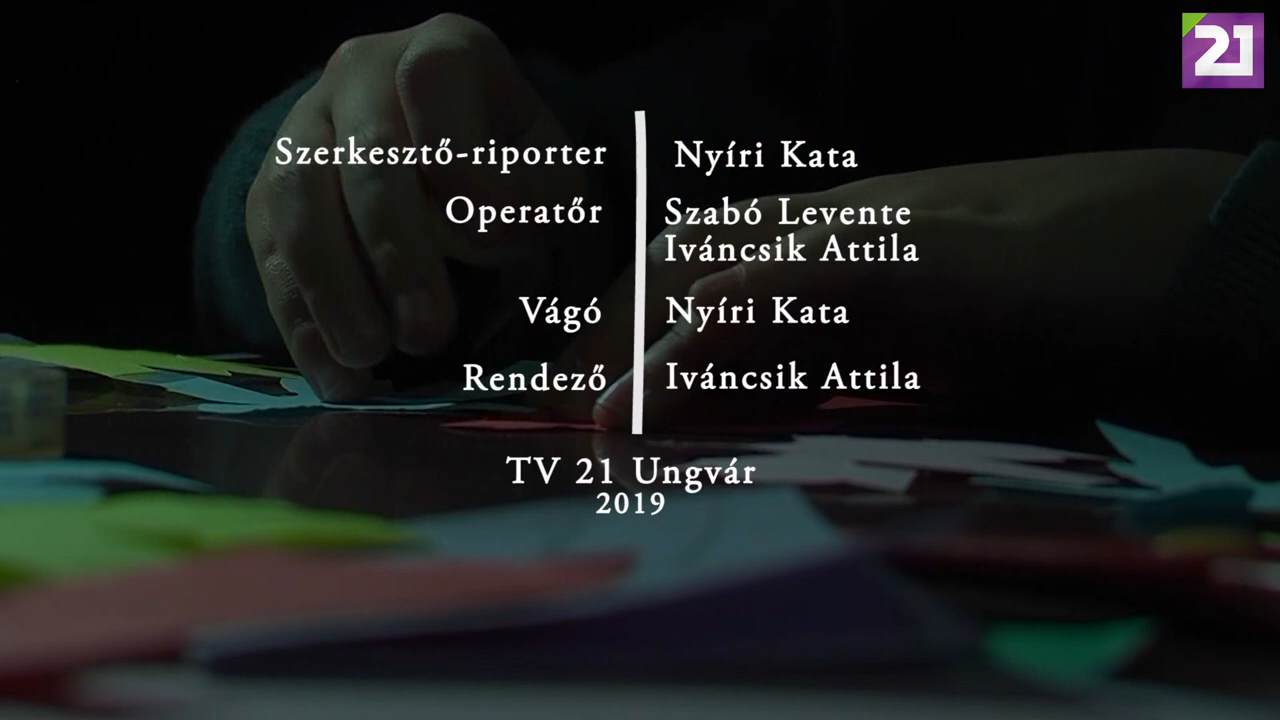 21
Szerkesztő-riporter Nyíri Kata
Operatőr Szabó Levente
Iváncsik Attila
Vágó Nyíri Kata
Rendező Iváncsik Attila
TV 21 Ungvár
2019